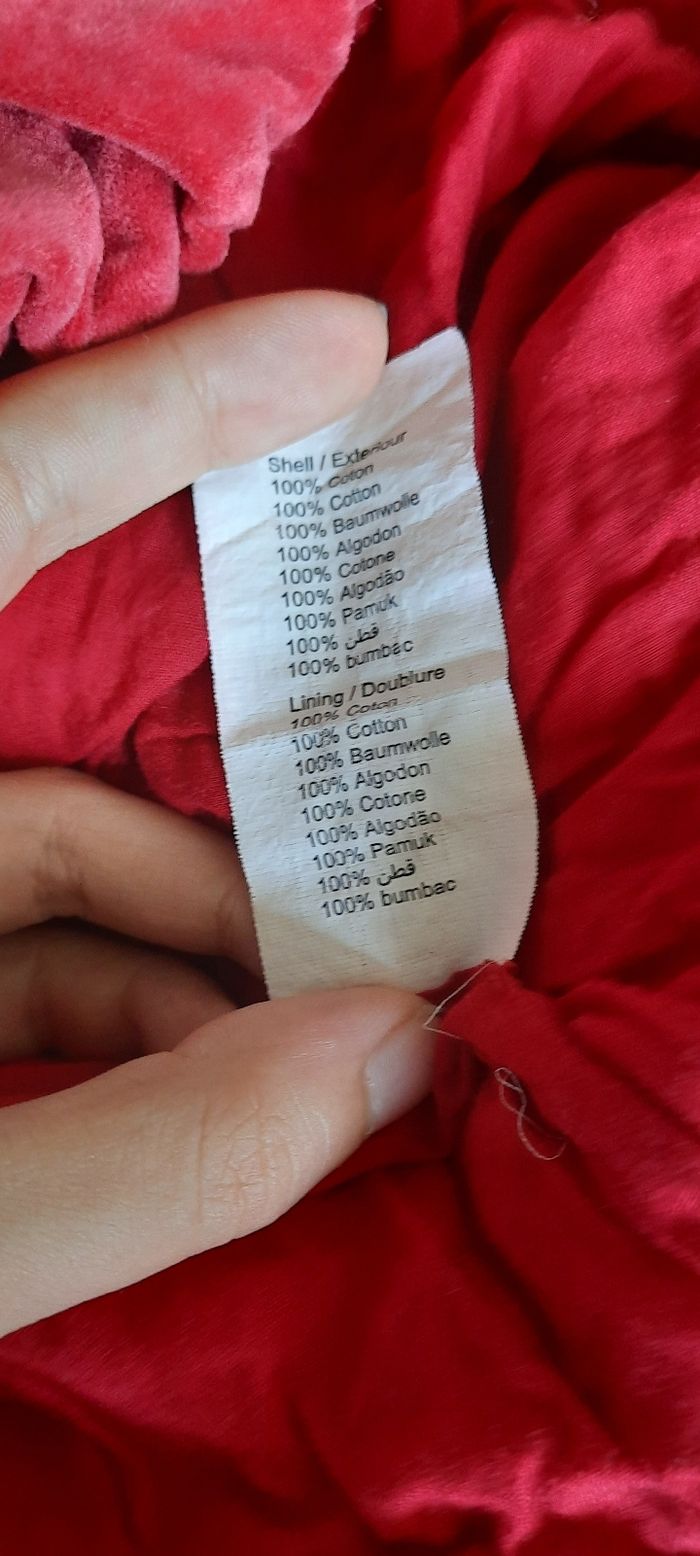 Shell / Exteriour
100% Coton
100% Cotton
100% Baumwolle
100% Algodon
100% Cotone
100% Algodão
100% Pamuk
100% قطن
100% bumbac
Lining / Doublure
100% Coton
100% Cotton
100% Baumwolle
100% Algodon
100% Cotone
100% Algodão
100% Pamuk
100% قطن
100% bumbac